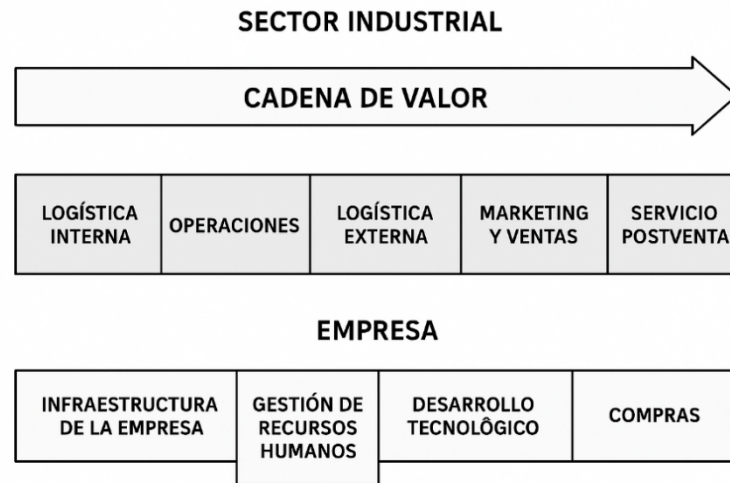 SECTOR INDUSTRIAL
CADENA DE VALOR
LOGÍSTICA
INTERNA
OPERACIONES
LOGÍSTICA
EXTERNA
MARKETING
Y VENTAS
SERVICIO
POSTVENTA
EMPRESA
INFRAESTRUCTURA
DE LA EMPRESA
GESTIÓN DE
RECURSOS
HUMANOS
DESARROLLO
TECNOLÔGICO
COMPRAS